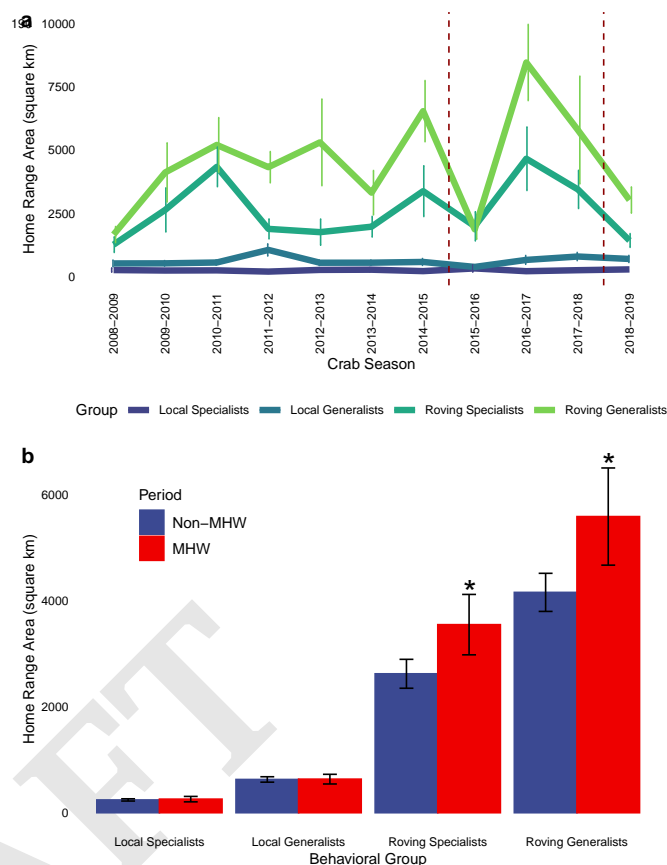 a
10000
7500
5000
2500
0
Home Range Area (square km)
2008−2009
2009−2010
2010−2011
2011−2012
2012−2013
2013−2014
2014−2015
2015−2016
2016−2017
2017−2018
2018−2019
Crab Season
Group Local Specialists Local Generalists Roving Specialists Roving Generalists
b
6000
4000
2000
0
Home Range Area (square km)
Period
Non−MHW
MHW
*
*
Local Specialists Local Generalists Roving Specialists Roving Generalists
Behavioral Group
AFT